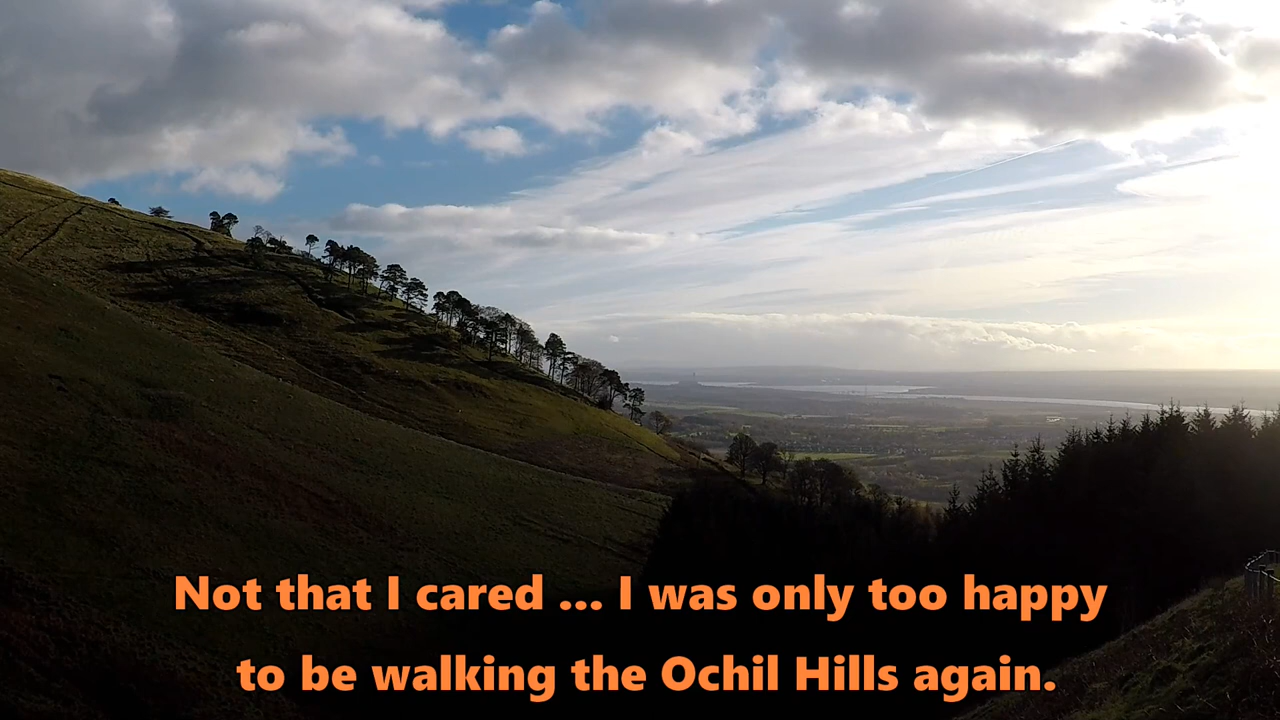 Not that I cared ... I was only too happy
to be walking the Ochil Hills again.